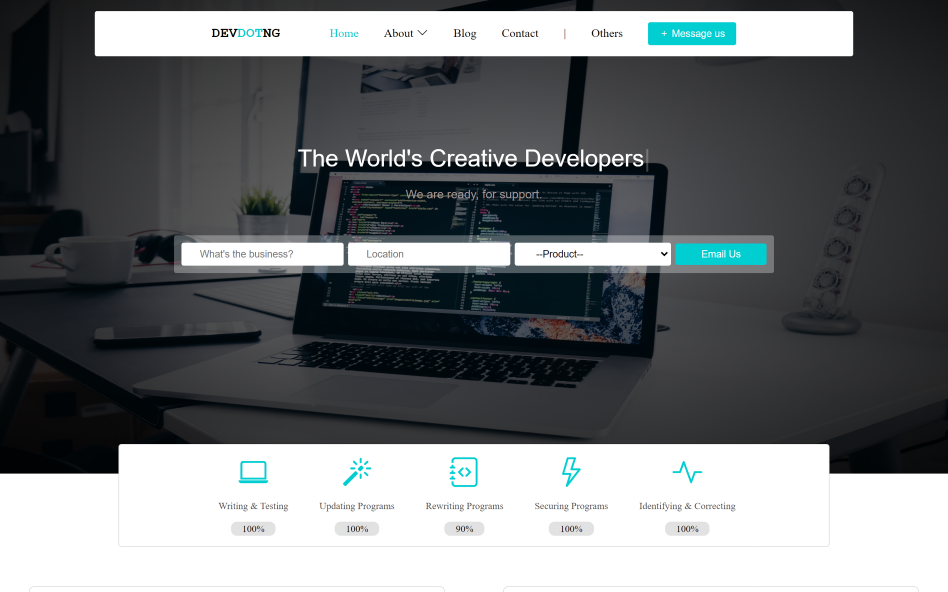 DEVDOTNG Home About Blog Contact | Others + Message us
The World's Creative Developers|
We are ready, for support.
What's the business? Location --Product-- Email Us
Writing & Testing Updating Programs Rewriting Programs Securing Programs Identifying & Correcting
100% 100% 90% 100% 100%